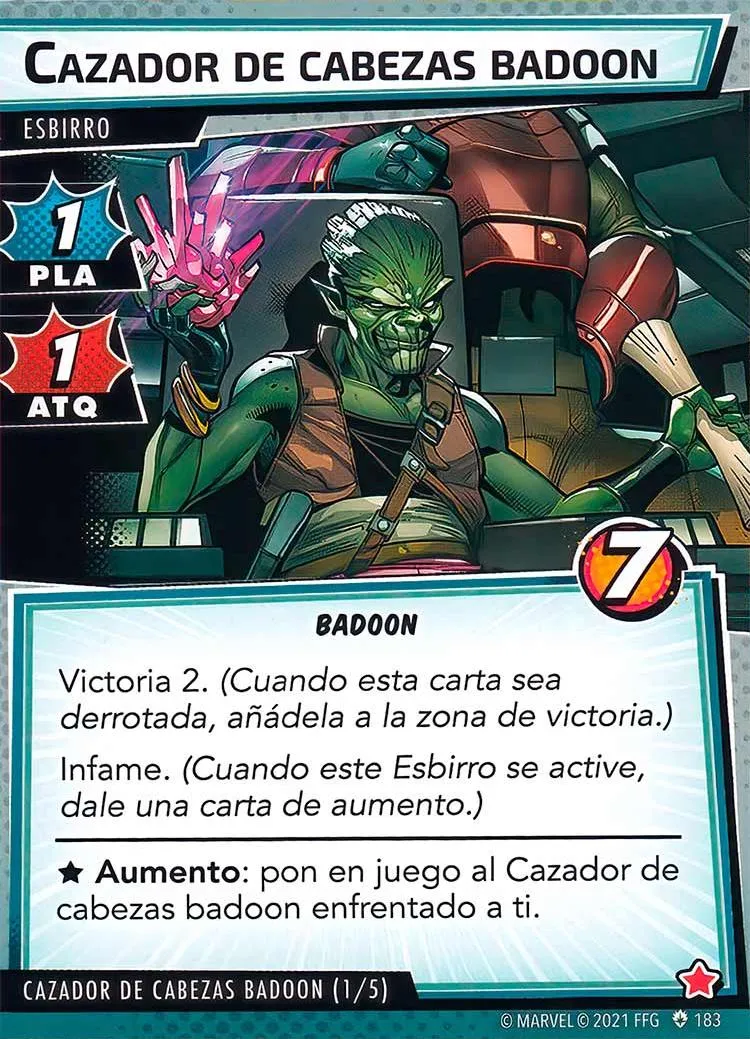 CAZADOR DE CABEZAS BADOON
ESBIRRO
1
PLA
1
ATQ
7
BADOON
Victoria 2. (Cuando esta carta sea
derrotada, añádela a la zona de victoria.)
Infame. (Cuando este Esbirro se active,
dale una carta de aumento.)
★ Aumento: pon en juego al Cazador de
cabezas badoon enfrentado a ti.
CAZADOR DE CABEZAS BADOON (1/5)
© MARVEL © 2021 FFG 183